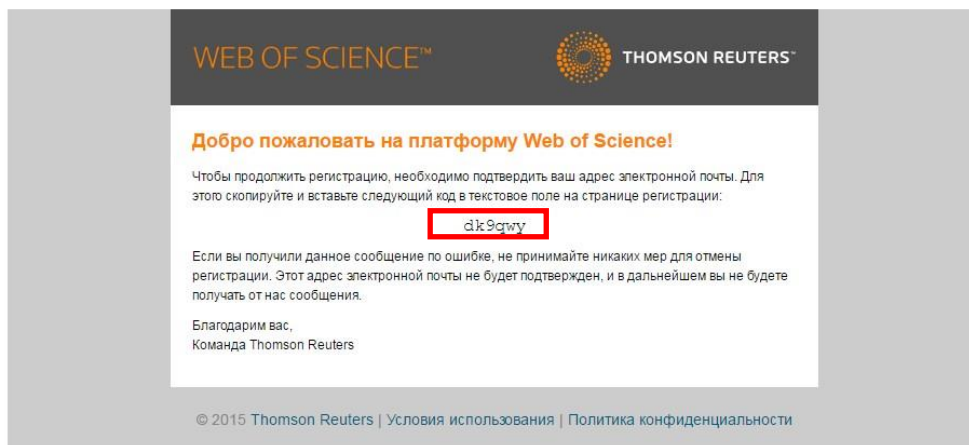 WEB OF SCIENCE™
THOMSON REUTERS™
Добро пожаловать на платформу Web of Science!
Чтобы продолжить регистрацию, необходимо подтвердить ваш адрес электронной почты. Для
этого скопируйте и вставьте следующий код в текстовое поле на странице регистрации:
dk9qwy
Если вы получили данное сообщение по ошибке, не принимайте никаких мер для отмены
регистрации. Этот адрес электронной почты не будет подтвержден, и в дальнейшем вы не будете
получать от нас сообщения.
Благодарим вас,
Команда Thomson Reuters
© 2015 Thomson Reuters | Условия использования | Политика конфиденциальности